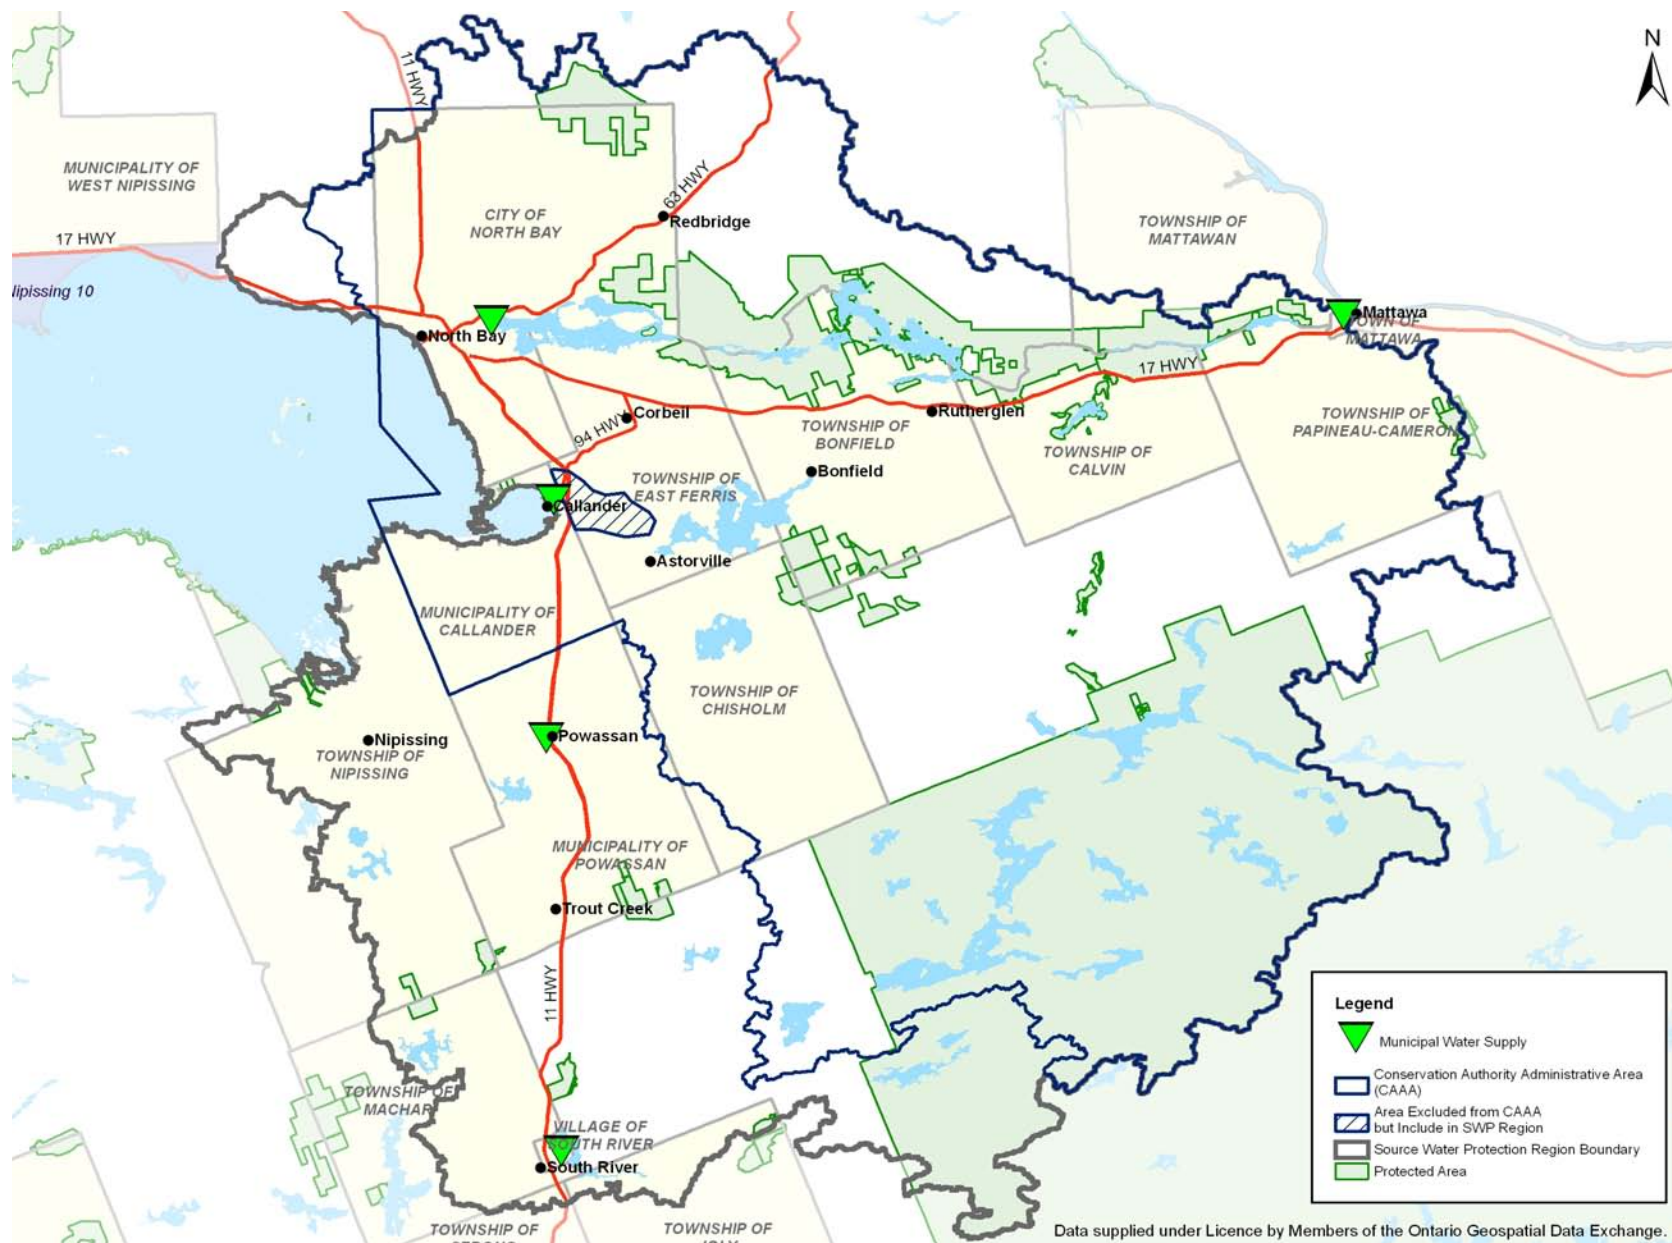 N
11 HWY
MUNICIPALITY OF
WEST NIPISSING
63 HWY
CITY OF
NORTH BAY
Redbridge
TOWNSHIP OF
MATTAWAN
17 HWY
lipissing 10
North Bay
Mattawa
TOWN OF
MATTAWA
17 HWY
Corbeil
94 HWY
Rutherglen
TOWNSHIP OF
BONFIELD
TOWNSHIP OF
PAPINEAU-CAMERON
TOWNSHIP OF
CALVIN
Bonfield
TOWNSHIP OF
EAST FERRIS
Callander
Astorville
MUNICIPALITY OF
CALLANDER
TOWNSHIP OF
CHISHOLM
Nipissing
TOWNSHIP OF
NIPISSING
Powassan
MUNICIPALITY OF
POWASSAN
Trout Creek
11 HWY
TOWNSHIP OF
MACHAR
VILLAGE OF
SOUTH RIVER
South River
TOWNSHIP OF
TOWNSHIP OF
Legend
Municipal Water Supply
Conservation Authority Administrative Area
(CAAA)
Area Excluded from CAAA
but Include in SWP Region
Source Water Protection Region Boundary
Protected Area
Data supplied under Licence by Members of the Ontario Geospatial Data Exchange.